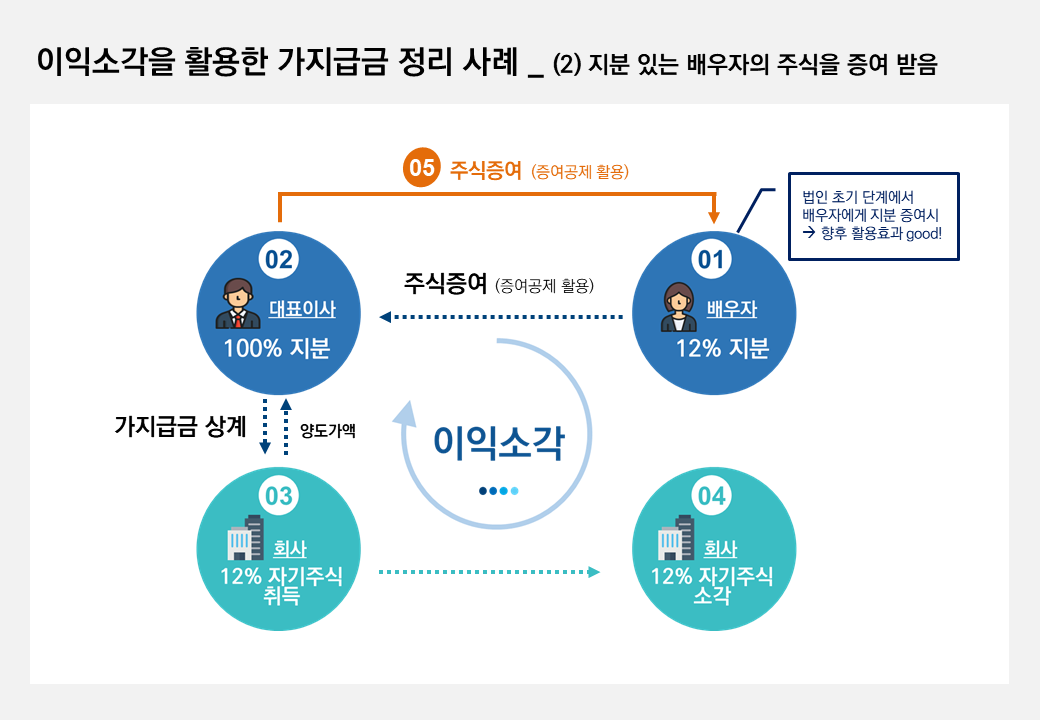 이익소각을 활용한 가지급금 정리 사례 _ (2) 지분 있는 배우자의 주식을 증여 받음
05 주식증여 (증여공제 활용)
법인 초기 단계에서
배우자에게 지분 증여시
→ 향후 활용효과 good!
02
대표이사
100% 지분
주식증여 (증여공제 활용)
01
배우자
12% 지분
가지급금 상계
양도가액
이익소각
03
회사
12% 자기주식
취득
04
회사
12% 자기주식
소각